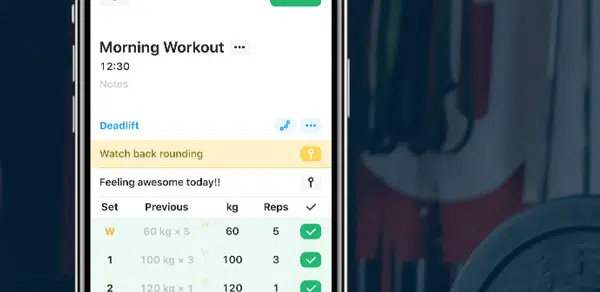 Morning Workout
12:30
Notes
Deadlift
Watch back rounding
Feeling awesome today!!
Set Previous kg Reps
W 60 kg × 5 W 60 5
1 100 kg × 3 W 100 3
2 120 kg × 1 120 1